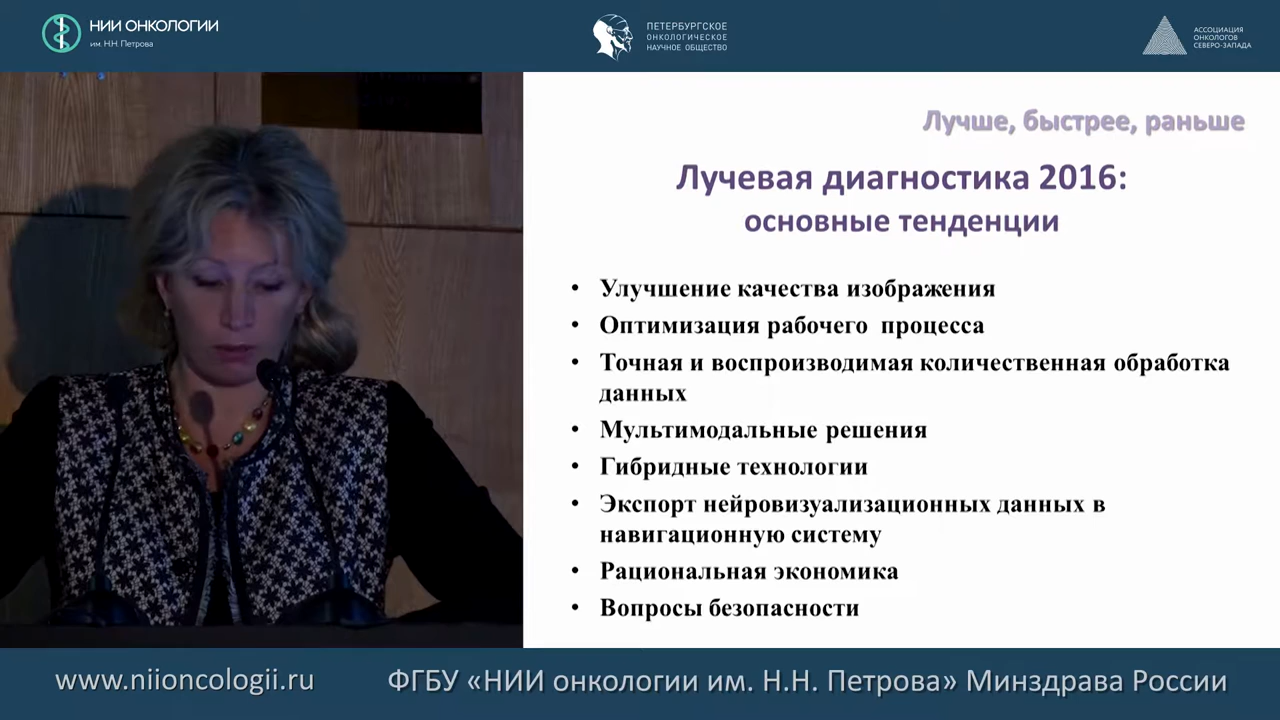 НИИ ОНКОЛОГИИ
им. Н.Н. Петрова
ПЕТЕРБУРГСКОЕ
ОНКОЛОГИЧЕСКОЕ
НАУЧНОЕ ОБЩЕСТВО
АССОЦИАЦИЯ
ОНКОЛОГОВ
СЕВЕРО-ЗАПАДА
Лучше, быстрее, раньше
Лучевая диагностика 2016:
основные тенденции
• Улучшение качества изображения
• Оптимизация рабочего процесса
• Точная и воспроизводимая количественная обработка
данных
• Мультимодальные решения
• Гибридные технологии
• Экспорт нейровизуализационных данных в
навигационную систему
• Рациональная экономика
• Вопросы безопасности
www.niioncologii.ru
ФГБУ «НИИ онкологии им. Н.Н. Петрова» Минздрава России